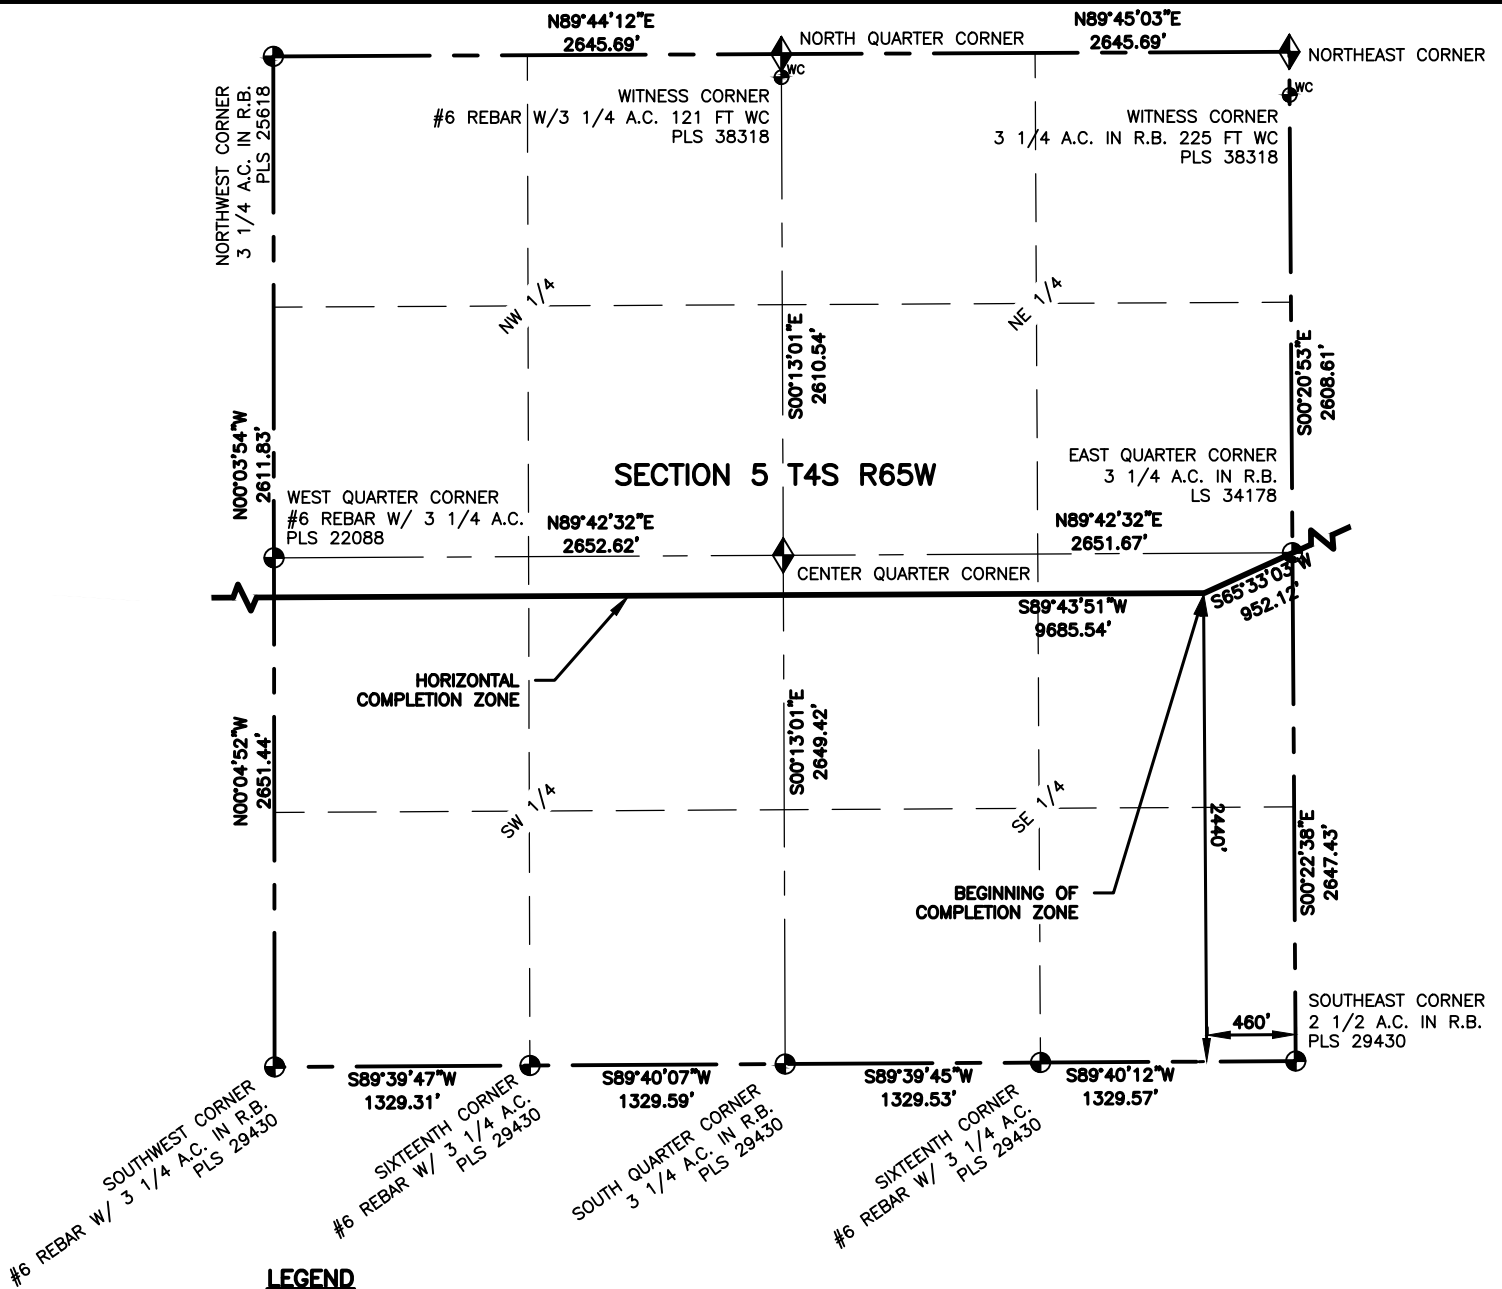 N89°44'12"E
2645.69'
N89°45'03"E
2645.69'
NORTH QUARTER CORNER
NORTHEAST CORNER
WC
WC
WITNESS CORNER
#6 REBAR W/3 1/4 A.C. 121 FT WC
PLS 38318
WITNESS CORNER
3 1/4 A.C. IN R.B. 225 FT WC
PLS 38318
NORTHWEST CORNER
3 1/4 A.C. IN R.B.
PLS 25618
NW 1/4
NE 1/4
S00°13'01"E
2610.54'
S00°20'53"E
2608.61'
N00°03'54"W
2611.83'
SECTION 5 T4S R65W
EAST QUARTER CORNER
3 1/4 A.C. IN R.B.
LS 34178
WEST QUARTER CORNER
#6 REBAR W/ 3 1/4 A.C.
PLS 22088
N89°42'32"E
2652.62'
N89°42'32"E
2651.67'
CENTER QUARTER CORNER
S65°33'03"W
952.12'
S89°43'51"W
9685.54'
HORIZONTAL
COMPLETION ZONE
N00°04'52"W
2651.44'
S00°13'01"E
2649.42'
SW 1/4
SE 1/4
2440'
S00°22'38"E
2647.43'
BEGINNING OF
COMPLETION ZONE
460'
SOUTHEAST CORNER
2 1/2 A.C. IN R.B.
PLS 29430
S89°39'47"W
1329.31'
S89°40'07"W
1329.59'
S89°39'45"W
1329.53'
S89°40'12"W
1329.57'
SOUTHWEST CORNER
#6 REBAR W/ 3 1/4 A.C. IN R.B.
PLS 29430
SIXTEENTH CORNER
#6 REBAR W/ 3 1/4 A.C.
PLS 29430
SOUTH QUARTER CORNER
3 1/4 A.C. IN R.B.
PLS 29430
SIXTEENTH CORNER
#6 REBAR W/ 3 1/4 A.C.
PLS 29430
LEGEND